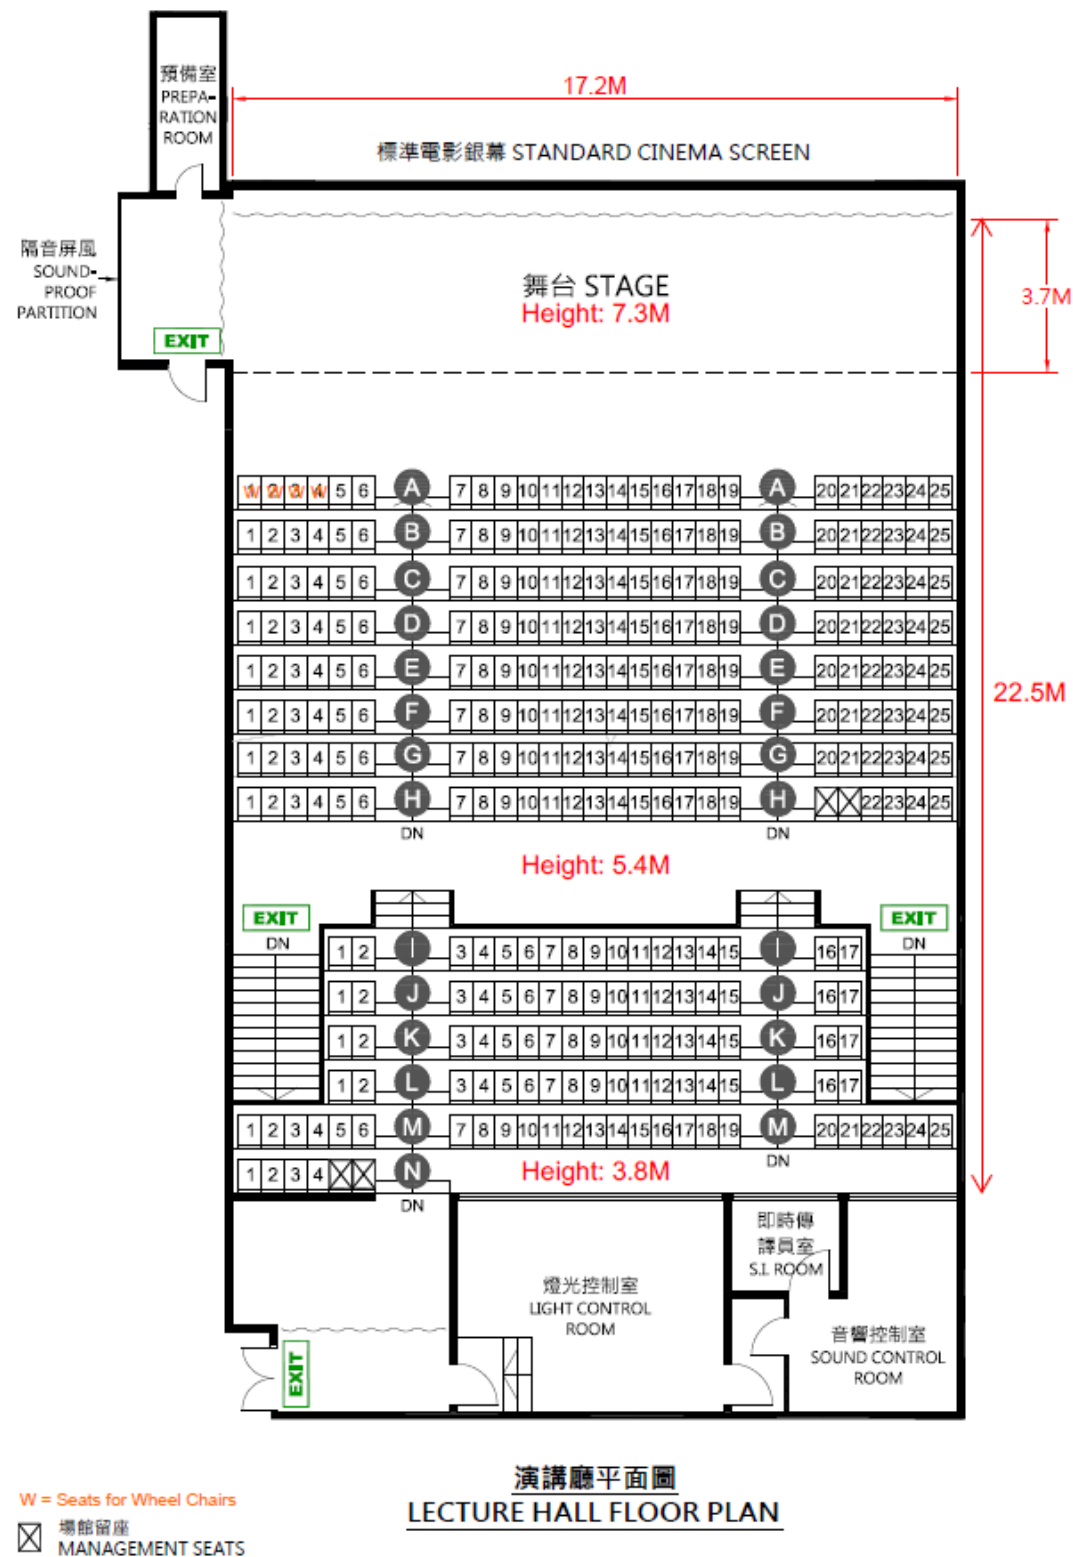 預備室
PREPA-
RATION
ROOM
17.2M
標準電影銀幕 STANDARD CINEMA SCREEN
隔音屏風
SOUND-
PROOF
PARTITION
EXIT
舞台 STAGE
Height: 7.3M
3.7M
W W W W 5 6 A 7 8 9 10 11 12 13 14 15 16 17 18 19 A 20 21 22 23 24 25
1 2 3 4 5 6 B 7 8 9 10 11 12 13 14 15 16 17 18 19 B 20 21 22 23 24 25
1 2 3 4 5 6 C 7 8 9 10 11 12 13 14 15 16 17 18 19 C 20 21 22 23 24 25
1 2 3 4 5 6 D 7 8 9 10 11 12 13 14 15 16 17 18 19 D 20 21 22 23 24 25
1 2 3 4 5 6 E 7 8 9 10 11 12 13 14 15 16 17 18 19 E 20 21 22 23 24 25
22.5M
1 2 3 4 5 6 F 7 8 9 10 11 12 13 14 15 16 17 18 19 F 20 21 22 23 24 25
1 2 3 4 5 6 G 7 8 9 10 11 12 13 14 15 16 17 18 19 G 20 21 22 23 24 25
1 2 3 4 5 6 H 7 8 9 10 11 12 13 14 15 16 17 18 19 H 22 23 24 25
DN DN
Height: 5.4M
EXIT EXIT
DN DN
1 2 I 3 4 5 6 7 8 9 10 11 12 13 14 15 I 16 17
1 2 J 3 4 5 6 7 8 9 10 11 12 13 14 15 J 16 17
1 2 K 3 4 5 6 7 8 9 10 11 12 13 14 15 K 16 17
1 2 L 3 4 5 6 7 8 9 10 11 12 13 14 15 L 16 17
1 2 3 4 5 6 M 7 8 9 10 11 12 13 14 15 16 17 18 19 M 20 21 22 23 24 25
DN
1 2 3 4 N Height: 3.8M
DN
即時傳
譯員室
S.I. ROOM
燈光控制室
LIGHT CONTROL
ROOM
音響控制室
SOUND CONTROL
ROOM
EXIT
演講廳平面圖
LECTURE HALL FLOOR PLAN
W = Seats for Wheel Chairs
場館留座
MANAGEMENT SEATS